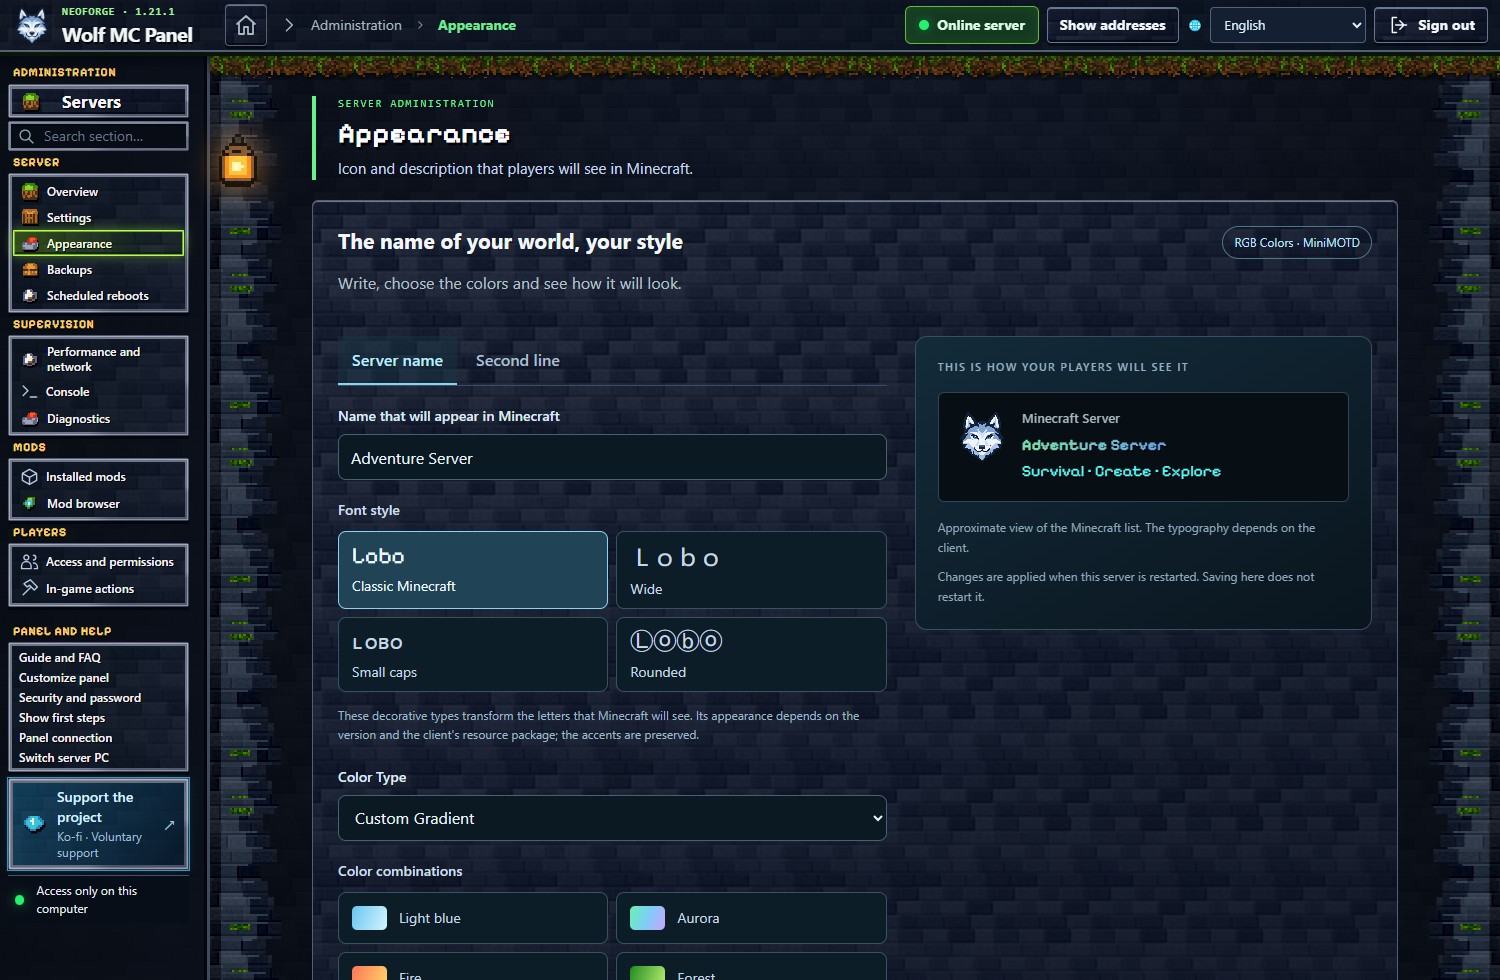 NEOFORGE · 1.21.1
Wolf MC Panel
Administration
Appearance
Online server
Show addresses
English
Sign out
ADMINISTRATION
Servers
Search section...
SERVER
Overview
Settings
Appearance
Backups
Scheduled reboots
SUPERVISION
Performance and
network
Console
Diagnostics
MODS
Installed mods
Mod browser
PLAYERS
Access and permissions
In-game actions
PANEL AND HELP
Guide and FAQ
Customize panel
Security and password
Show first steps
Panel connection
Switch server PC
Support the
project
Ko-fi · Voluntary
support
Access only on this
computer
SERVER ADMINISTRATION
Appearance
Icon and description that players will see in Minecraft.
The name of your world, your style
RGB Colors · MiniMOTD
Write, choose the colors and see how it will look.
Server name
Second line
Name that will appear in Minecraft
Adventure Server
Font style
Lobo
Classic Minecraft
Ｌｏｂｏ
Wide
ʟᴏʙᴏ
Small caps
Ⓛⓞⓑⓞ
Rounded
These decorative types transform the letters that Minecraft will see. Its appearance depends on the
version and the client's resource package; the accents are preserved.
Color Type
Custom Gradient
Color combinations
Light blue
Aurora
Fire
Forest
THIS IS HOW YOUR PLAYERS WILL SEE IT
Minecraft Server
Adventure Server
Survival · Create · Explore
Approximate view of the Minecraft list. The typography depends on the
client.
Changes are applied when this server is restarted. Saving here does not
restart it.